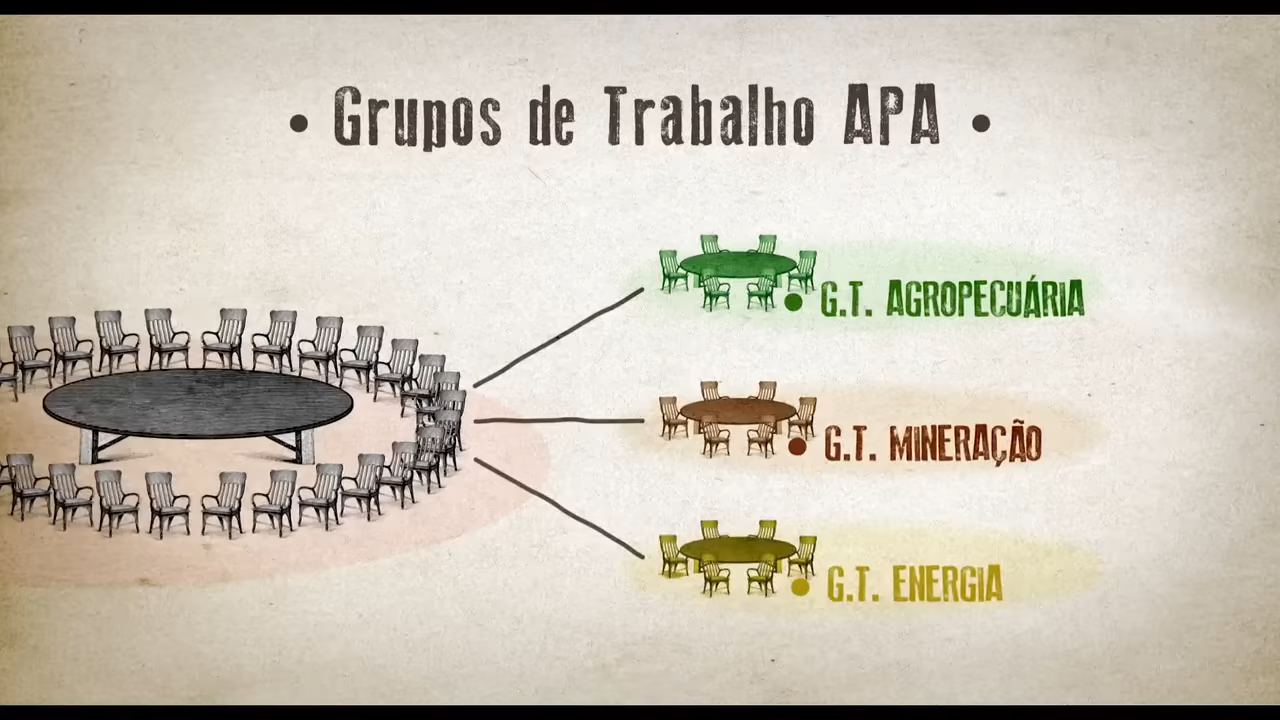 • Grupos de Trabalho APA •
• G.T. AGROPECUÁRIA
• G.T. MINERAÇÃO
• G.T. ENERGIA